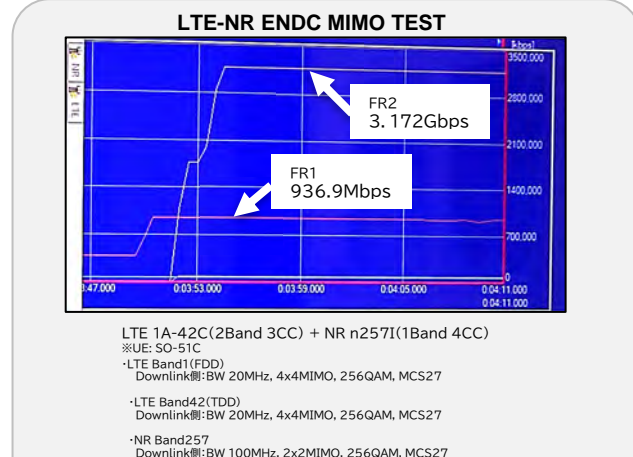 LTE-NR ENDC MIMO TEST
[kbps]
NR
LTE
3500.000
2800.000
2100.000
1400.000
700.000
0
FR2
3.172Gbps
FR1
936.9Mbps
3:47.000
0:03:53.000
0:03:59.000
0:04:05.000
0:04:11.000
0:04:11.000
LTE 1A-42C(2Band 3CC) + NR n257I(1Band 4CC)
※UE: SO-51C
・LTE Band1(FDD)
Downlink側:BW 20MHz, 4x4MIMO, 256QAM, MCS27
・LTE Band42(TDD)
Downlink側:BW 20MHz, 4x4MIMO, 256QAM, MCS27
・NR Band257
Downlink側:BW 100MHz, 2x2MIMO, 256QAM, MCS27